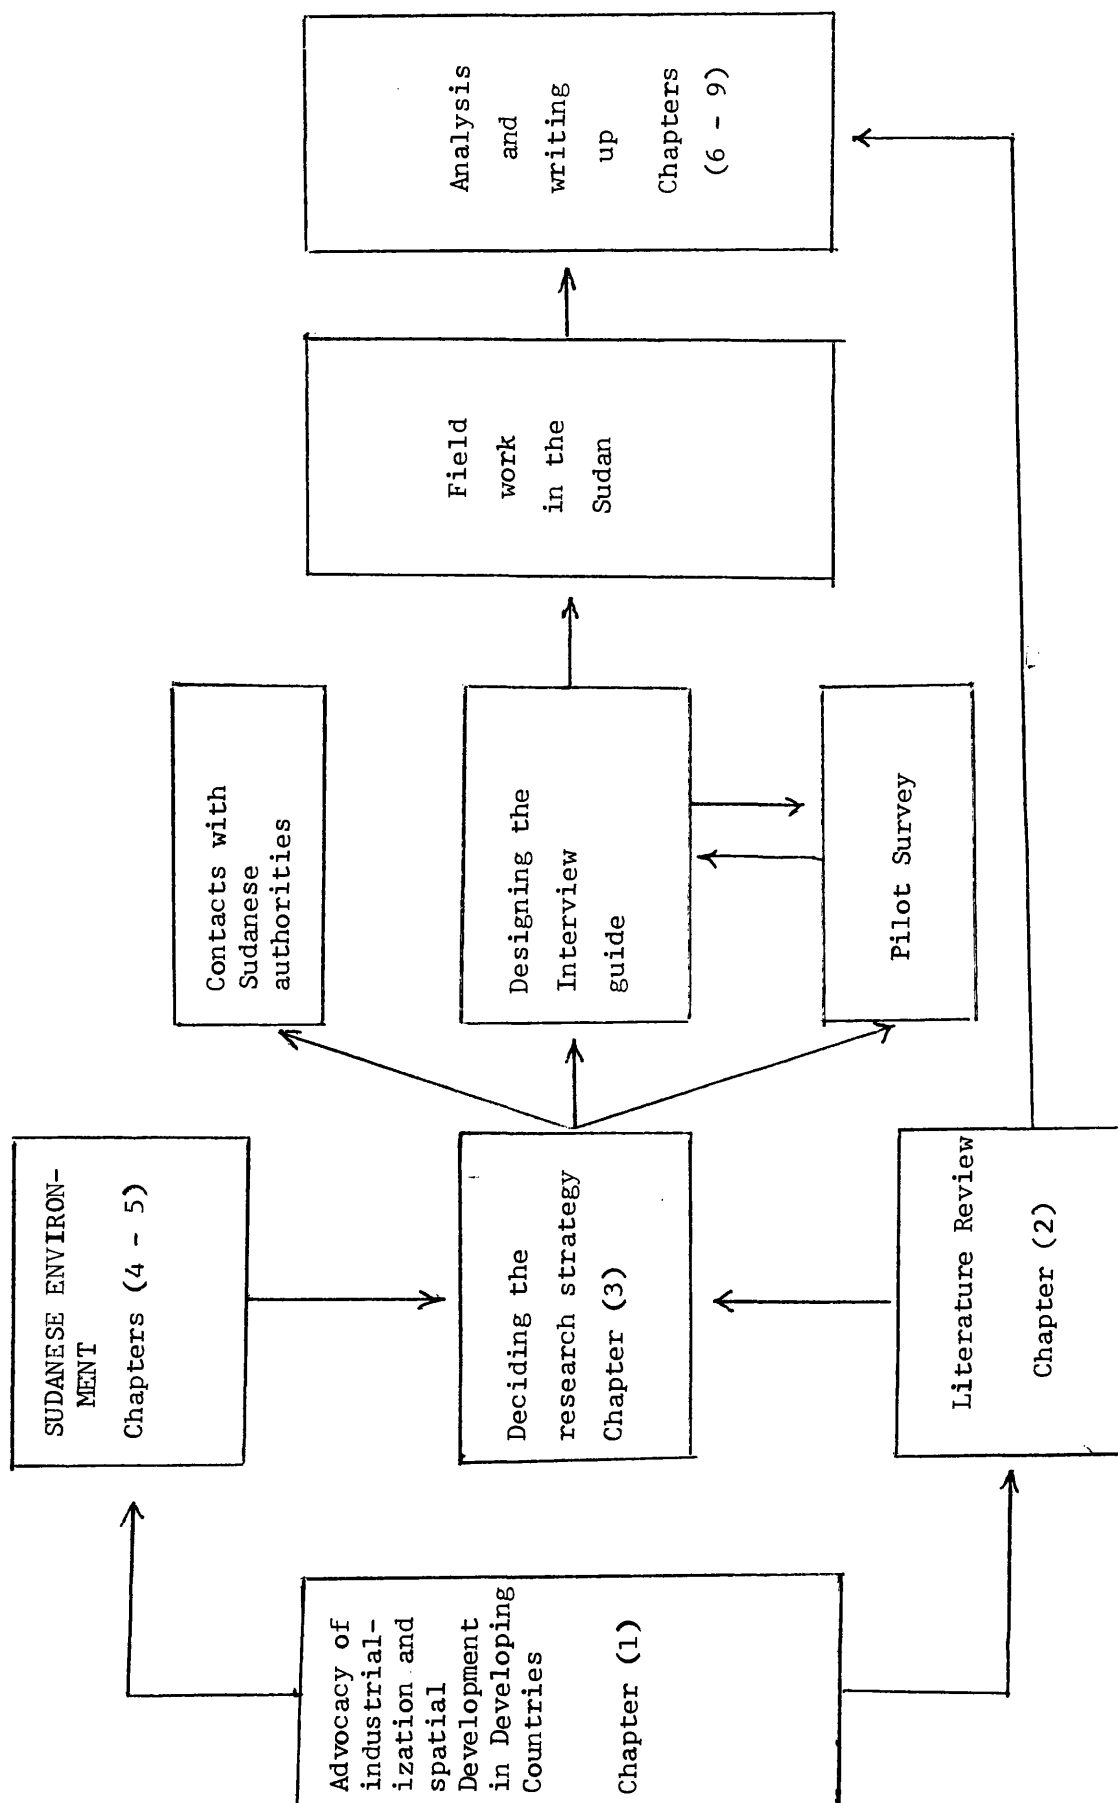 Advocacy of
industrial-
ization and
spatial
Development
in Developing
Countries
Chapter (1)
SUDANESE ENVIRON-
MENT
Chapters (4 - 5)
Deciding the
research strategy
Chapter (3)
Literature Review
Chapter (2)
Contacts with
Sudanese
authorities
Designing the
Interview
guide
Pilot Survey
Field
work
in the
Sudan
Analysis
and
writing
up
Chapters
(6 - 9)